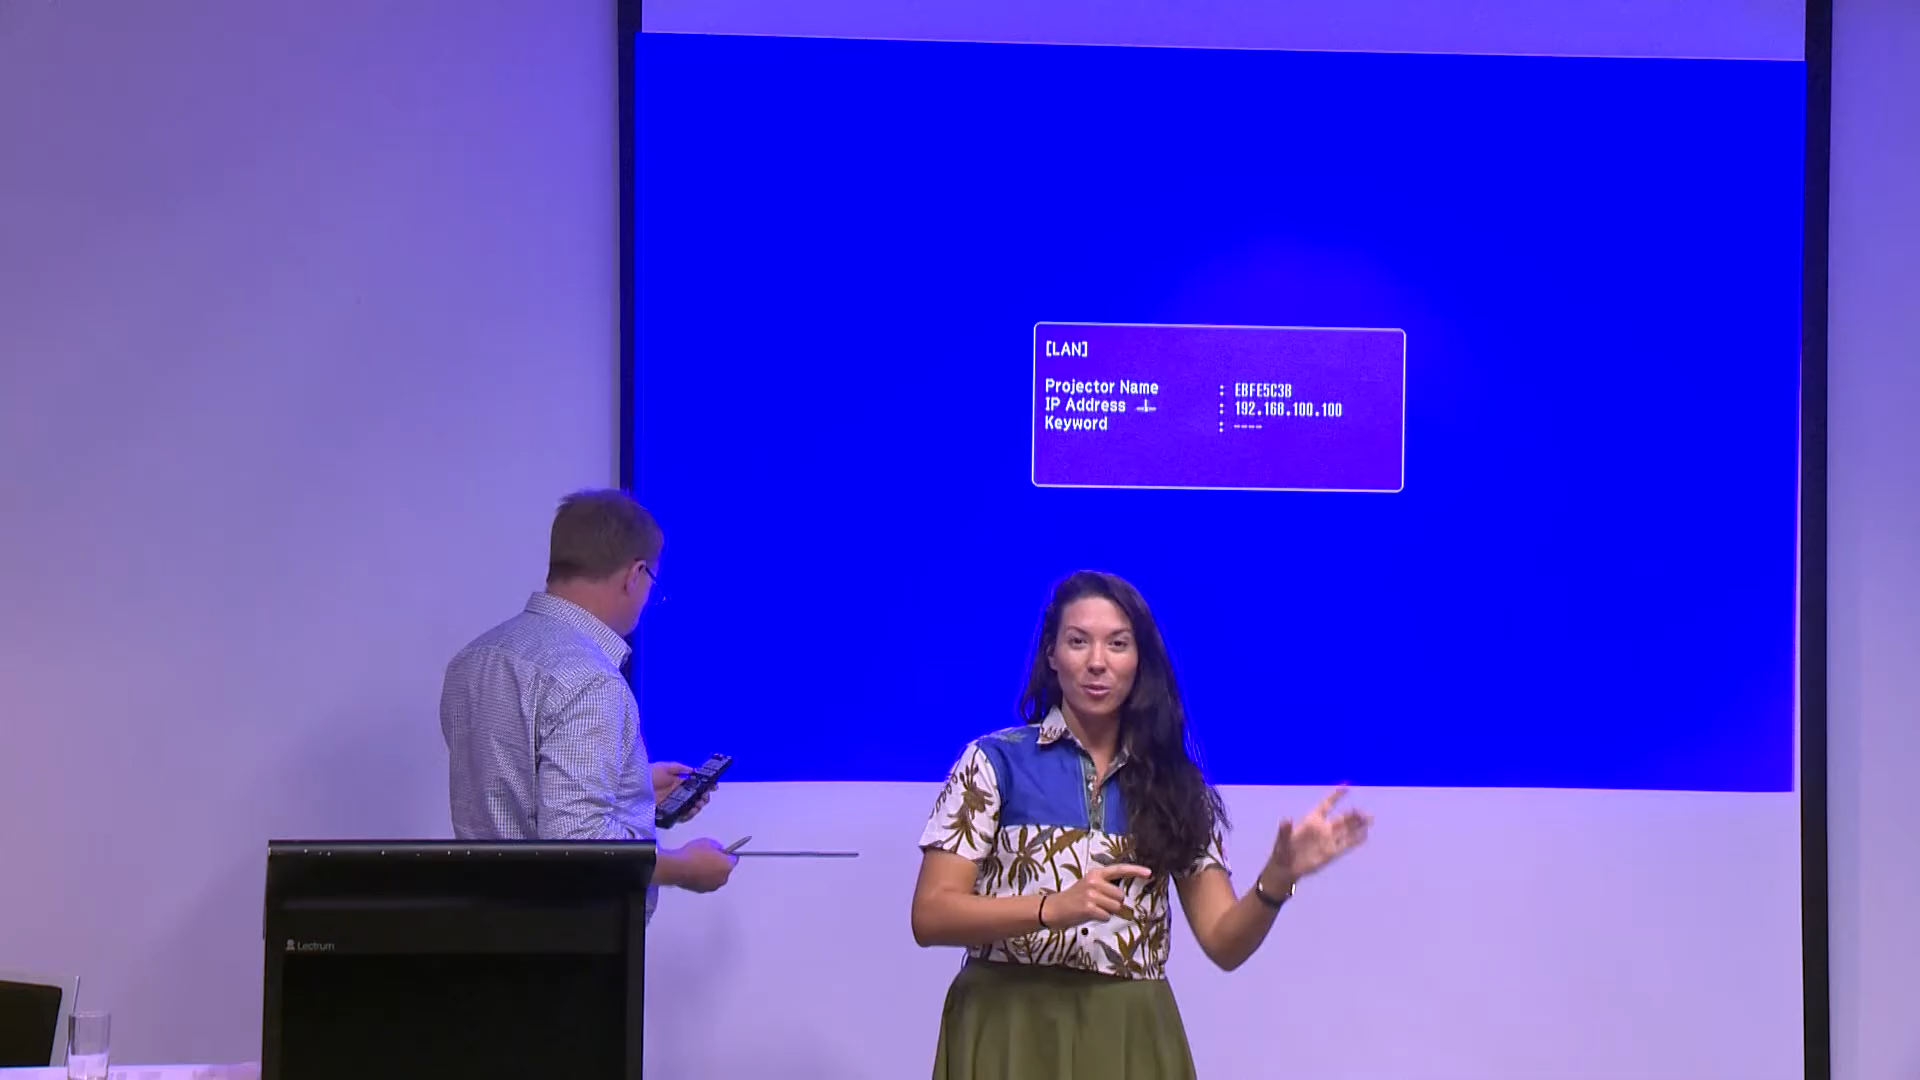 [LAN]
Projector Name : EBFE5C3B
IP Address : 192.168.100.100
Keyword : ----
Lectrum